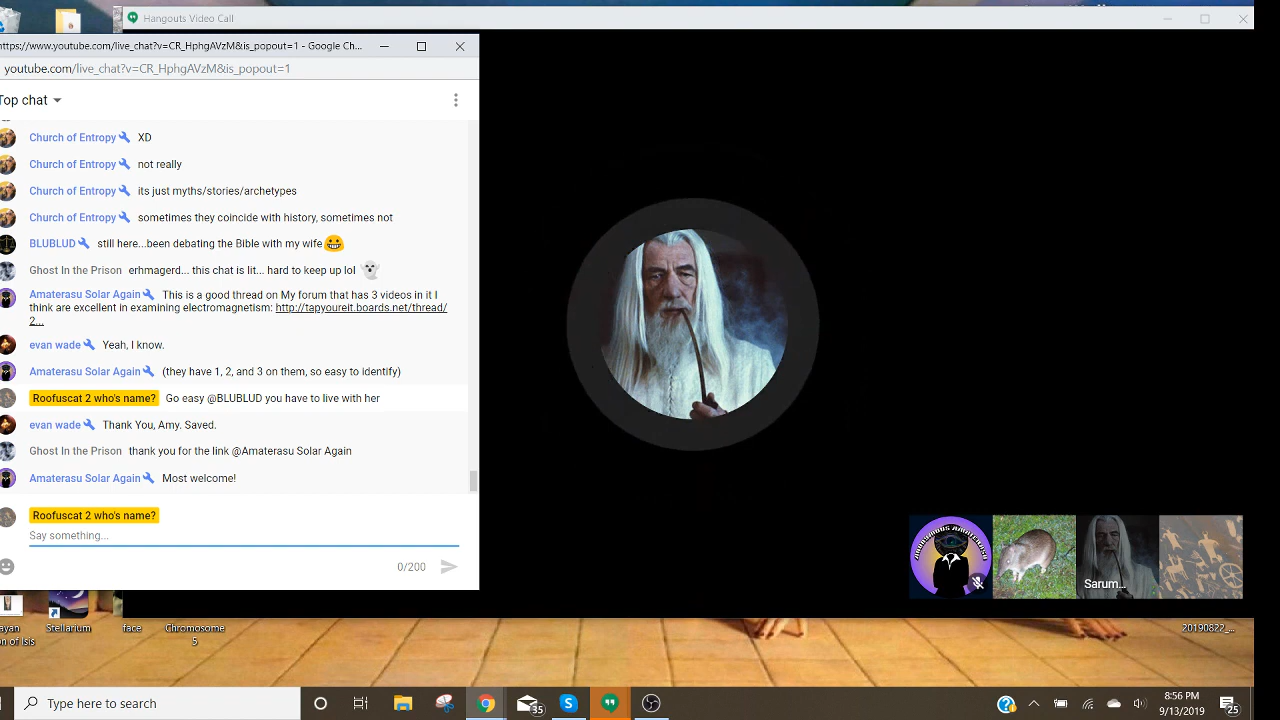 Hangouts Video Call
https://www.youtube.com/live_chat?v=CR_HphgAVzM&is_popout=1 - Google Ch...
youtube.com/live_chat?v=CR_HphgAVzM&is_popout=1
Top chat
Church of Entropy XD
Church of Entropy not really
Church of Entropy its just myths/stories/archetypes
Church of Entropy sometimes they coincide with history, sometimes not
BLUBLUD still here...been debating the Bible with my wife
Ghost In the Prison erhmagerd... this chat is lit... hard to keep up lol
Amaterasu Solar Again This is a good thread on My forum that has 3 videos in it I
think are excellent in examining electromagnetism: http://tapyoureit.boards.net/thread/
2...
evan wade Yeah, I know.
Amaterasu Solar Again (they have 1, 2, and 3 on them, so easy to identify)
Roofuscat 2 who's name? Go easy @BLUBLUD you have to live with her
evan wade Thank You, Amy. Saved.
Ghost In the Prison thank you for the link @Amaterasu Solar Again
Amaterasu Solar Again Most welcome!
Roofuscat 2 who's name?
Say something...
0/200
Sarum...
ayan
on of Isis
Stellarium
face
Chromosome
5
20190822_...
Type here to search
35
8:56 PM
9/13/2019
25